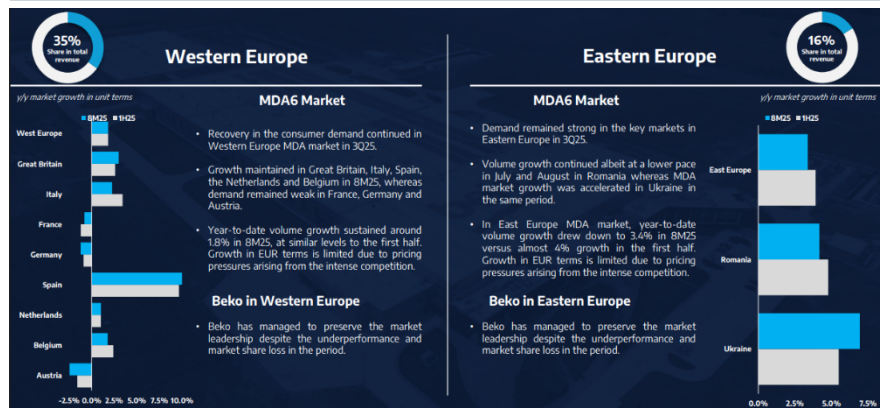 35%
Share in total
revenue
Western Europe
y/y market growth in unit terms
8M25 1H25
West Europe
Great Britain
Italy
France
Germany
Spain
Netherlands
Belgium
Austria
-2.5% 0.0% 2.5% 5.0% 7.5% 10.0%
MDA6 Market
• Recovery in the consumer demand continued in
Western Europe MDA market in 3Q25.
• Growth maintained in Great Britain, Italy, Spain,
the Netherlands and Belgium in 8M25, whereas
demand remained weak in France, Germany and
Austria.
• Year-to-date volume growth sustained around
1.8% in 8M25, at similar levels to the first half.
Growth in EUR terms is limited due to pricing
pressures arising from the intense competition.
Beko in Western Europe
• Beko has managed to preserve the market
leadership despite the underperformance and
market share loss in the period.
Eastern Europe
16%
Share in total
revenue
MDA6 Market
• Demand remained strong in the key markets in
Eastern Europe in 3Q25.
• Volume growth continued albeit at a lower pace
in July and August in Romania whereas MDA
market growth was accelerated in Ukraine in
the same period.
• In East Europe MDA market, year-to-date
volume growth drew down to 3.4% in 8M25
versus almost 4% growth in the first half.
Growth in EUR terms is limited due to pricing
pressures arising from the intense competition.
Beko in Eastern Europe
• Beko has managed to preserve the market
leadership despite the underperformance and
market share loss in the period.
y/y market growth in unit terms
8M25 1H25
East Europe
Romania
Ukraine
0.0% 2.5% 5.0% 7.5%